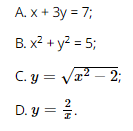 A. x + 3y = 7;
B. x² + y² = 5;
C. y = √x² − 2;
D. y = 2/x.